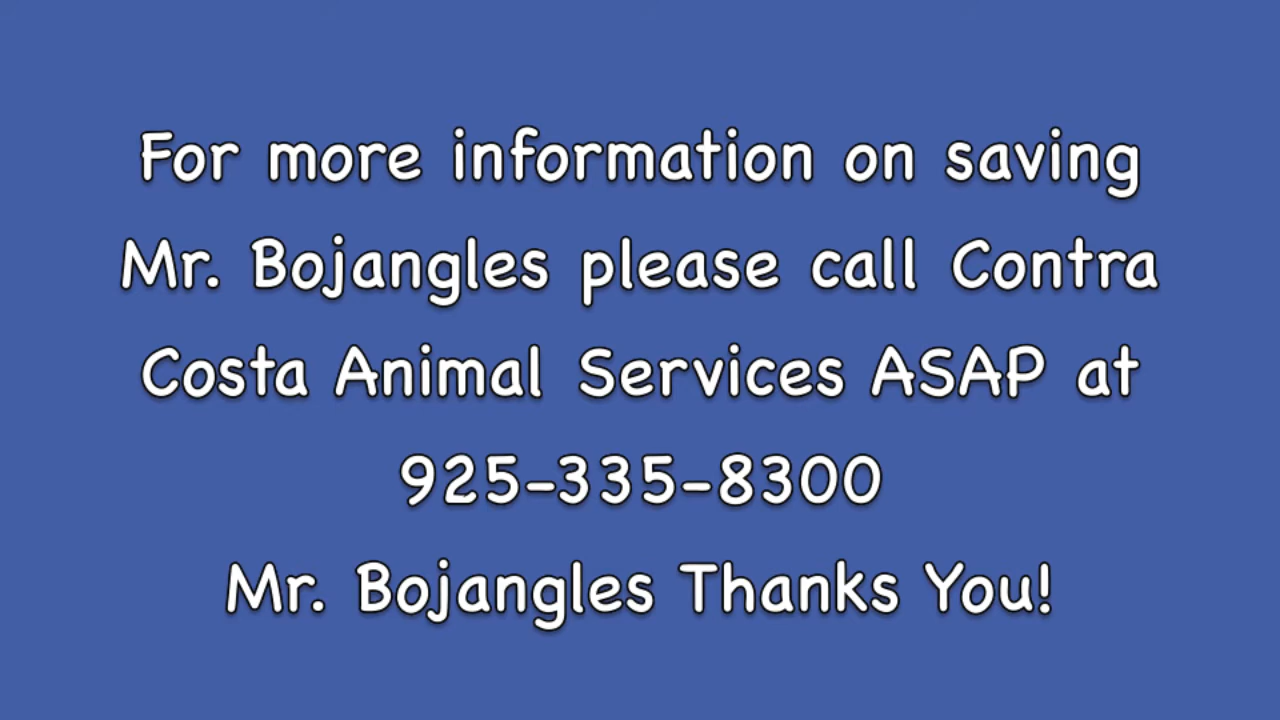 For more information on saving
Mr. Bojangles please call Contra
Costa Animal Services ASAP at
925-335-8300
Mr. Bojangles Thanks You!